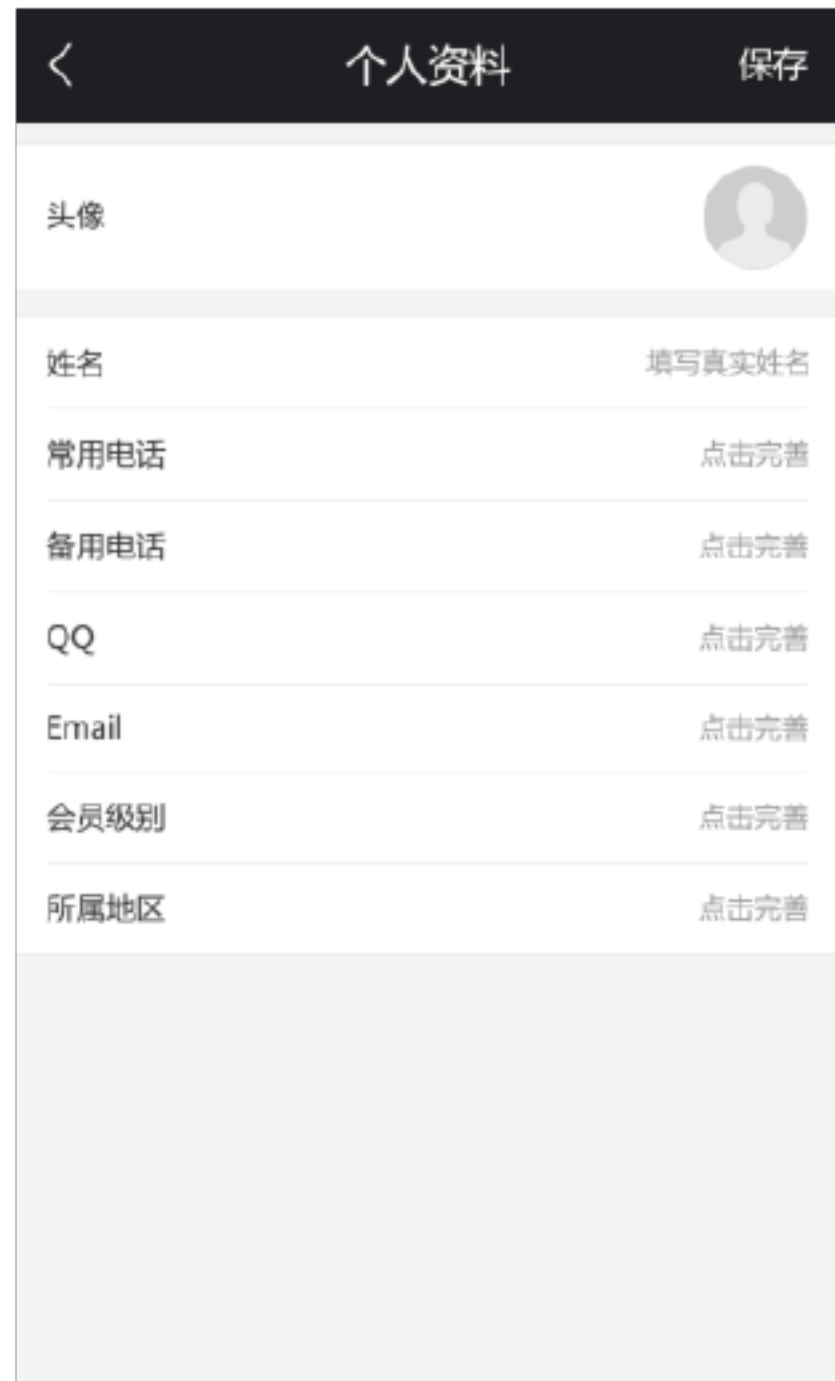 个人资料 保存
头像
姓名 填写真实姓名
常用电话 点击完善
备用电话 点击完善
QQ 点击完善
Email 点击完善
会员级别 点击完善
所属地区 点击完善